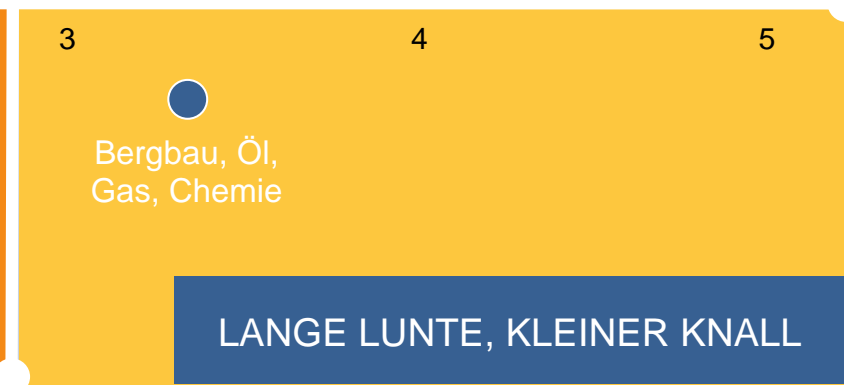 3 4 5
Bergbau, Öl,
Gas, Chemie
LANGE LUNTE, KLEINER KNALL